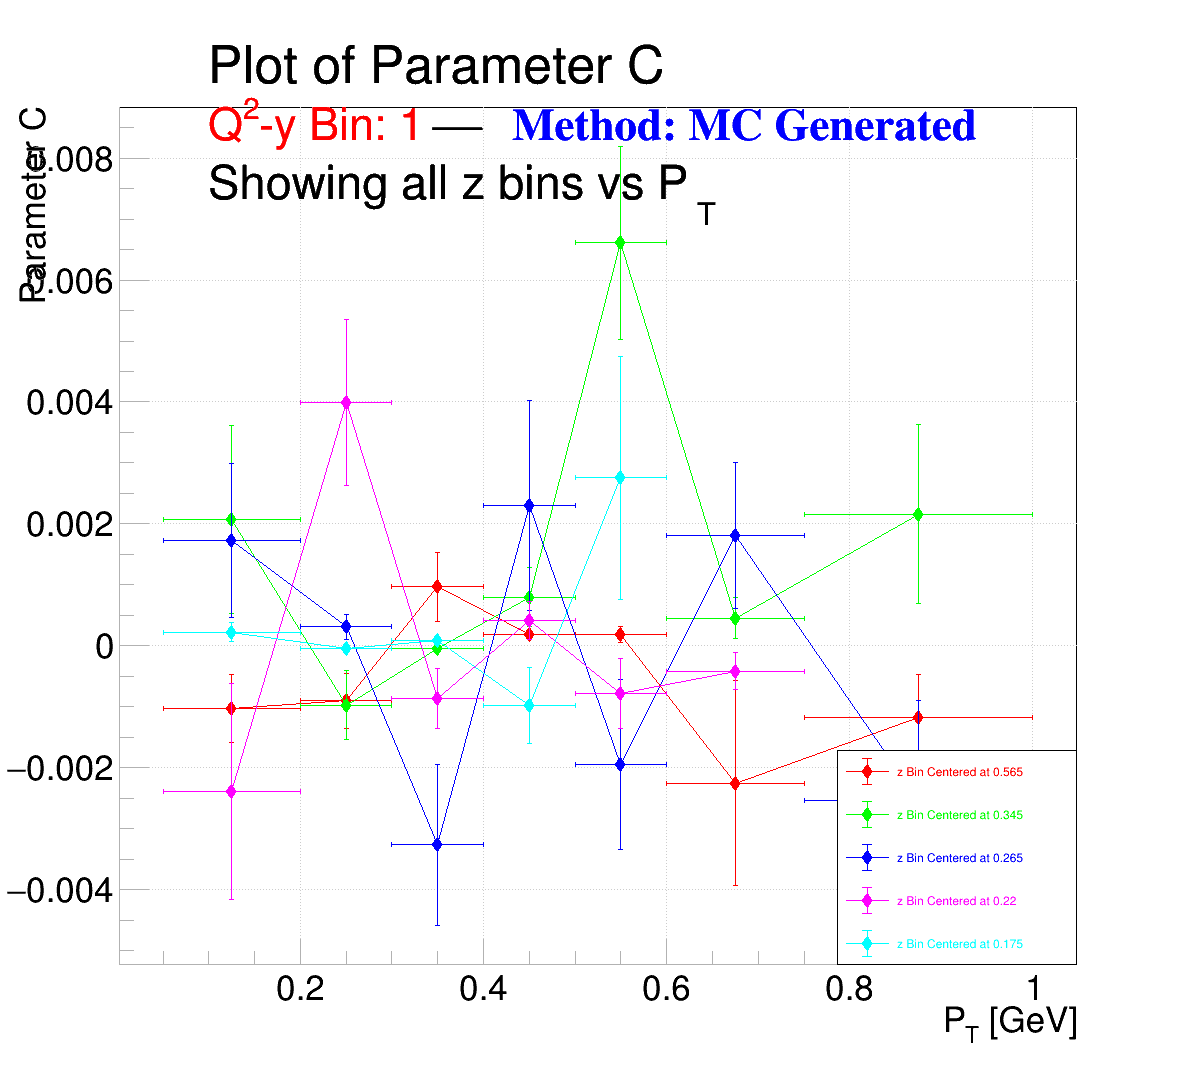 Plot of Parameter C
Q²-y Bin: 1 — Method: MC Generated
Showing all z bins vs P_T
Parameter C
0.008
0.006
0.004
0.002
0
−0.002
−0.004
z Bin Centered at 0.565
z Bin Centered at 0.345
z Bin Centered at 0.265
z Bin Centered at 0.22
z Bin Centered at 0.175
0.2 0.4 0.6 0.8 1
P_T [GeV]